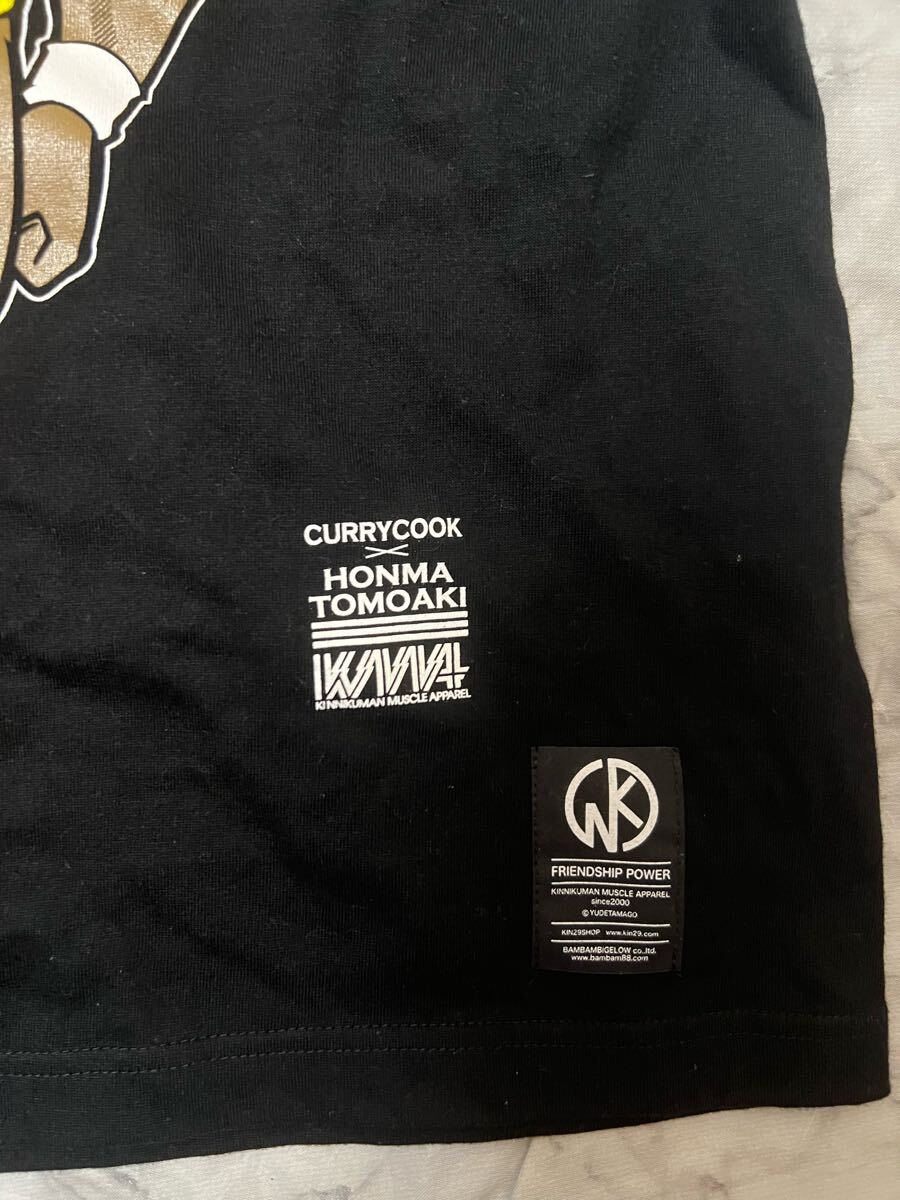 CURRYCOOK
×
HONMA
TOMOAKI
KINNIKUMAN MUSCLE APPAREL
FRIENDSHIP POWER
KINNIKUMAN MUSCLE APPAREL
since2000
©YUDETAMAGO
KIN29SHOP www.kin29.com
BAMBAMBIGELOW co.,ltd.
www.bambam88.com